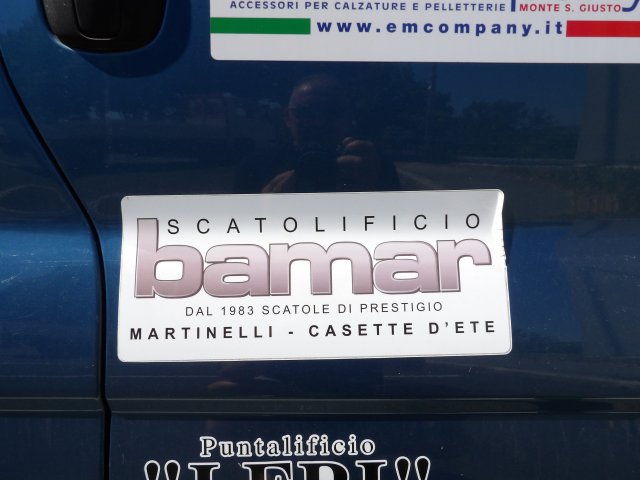 ACCESSORI PER CALZATURE E PELLETTERIE MONTE S. GIUSTO
www.emcompany.it
SCATOLIFICIO
bamar
DAL 1983 SCATOLE DI PRESTIGIO
MARTINELLI - CASETTE D'ETE
Puntalificio